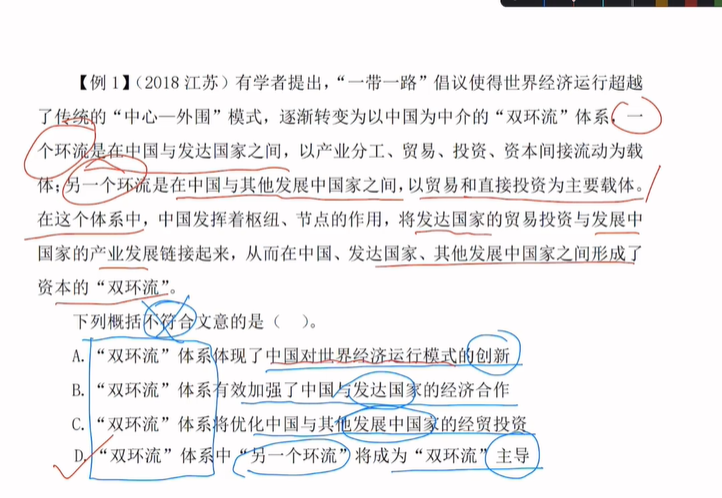 【例 1】（2018 江苏）有学者提出，“一带一路”倡议使得世界经济运行超越
了传统的“中心—外围”模式，逐渐转变为以中国为中介的“双环流”体系，一
个环流是在中国与发达国家之间，以产业分工、贸易、投资、资本间接流动为载
体；另一个环流是在中国与其他发展中国家之间，以贸易和直接投资为主要载体。
在这个体系中，中国发挥着枢纽、节点的作用，将发达国家的贸易投资与发展中
国家的产业发展链接起来，从而在中国、发达国家、其他发展中国家之间形成了
资本的“双环流”。
下列概括不符合文意的是（ ）。
A. “双环流”体系体现了中国对世界经济运行模式的创新
B. “双环流”体系有效加强了中国与发达国家的经济合作
C. “双环流”体系将优化中国与其他发展中国家的经贸投资
D. “双环流”体系中“另一个环流”将成为“双环流”主导